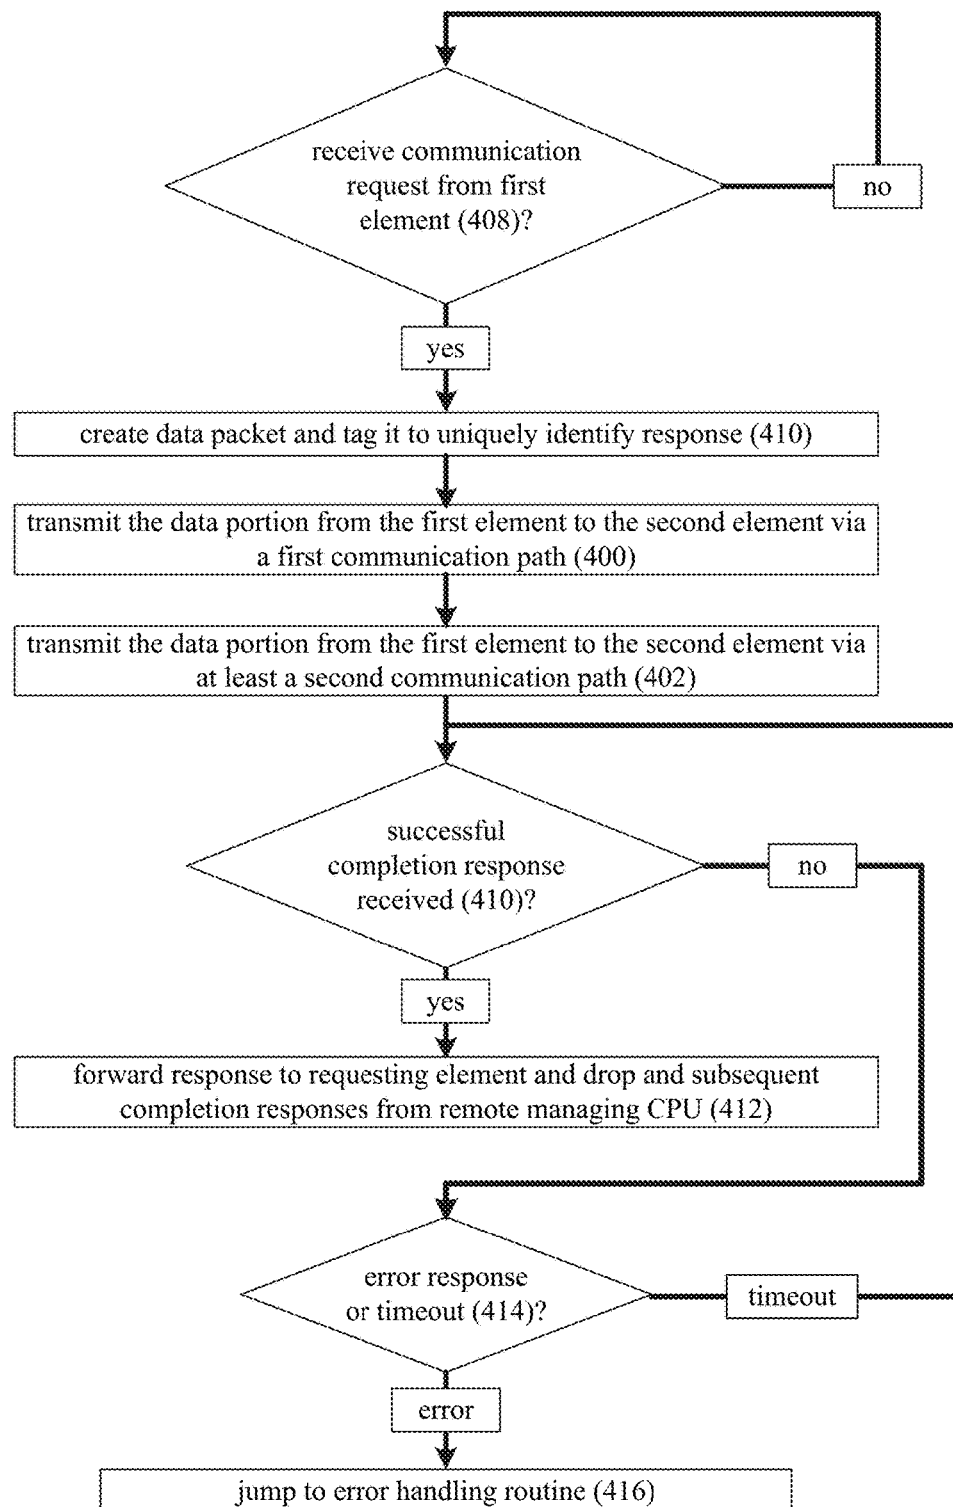 receive communication
request from first
element (408)?
no
yes
create data packet and tag it to uniquely identify response (410)
transmit the data portion from the first element to the second element via
a first communication path (400)
transmit the data portion from the first element to the second element via
at least a second communication path (402)
successful
completion response
received (410)?
no
yes
forward response to requesting element and drop and subsequent
completion responses from remote managing CPU (412)
error response
or timeout (414)?
timeout
error
jump to error handling routine (416)